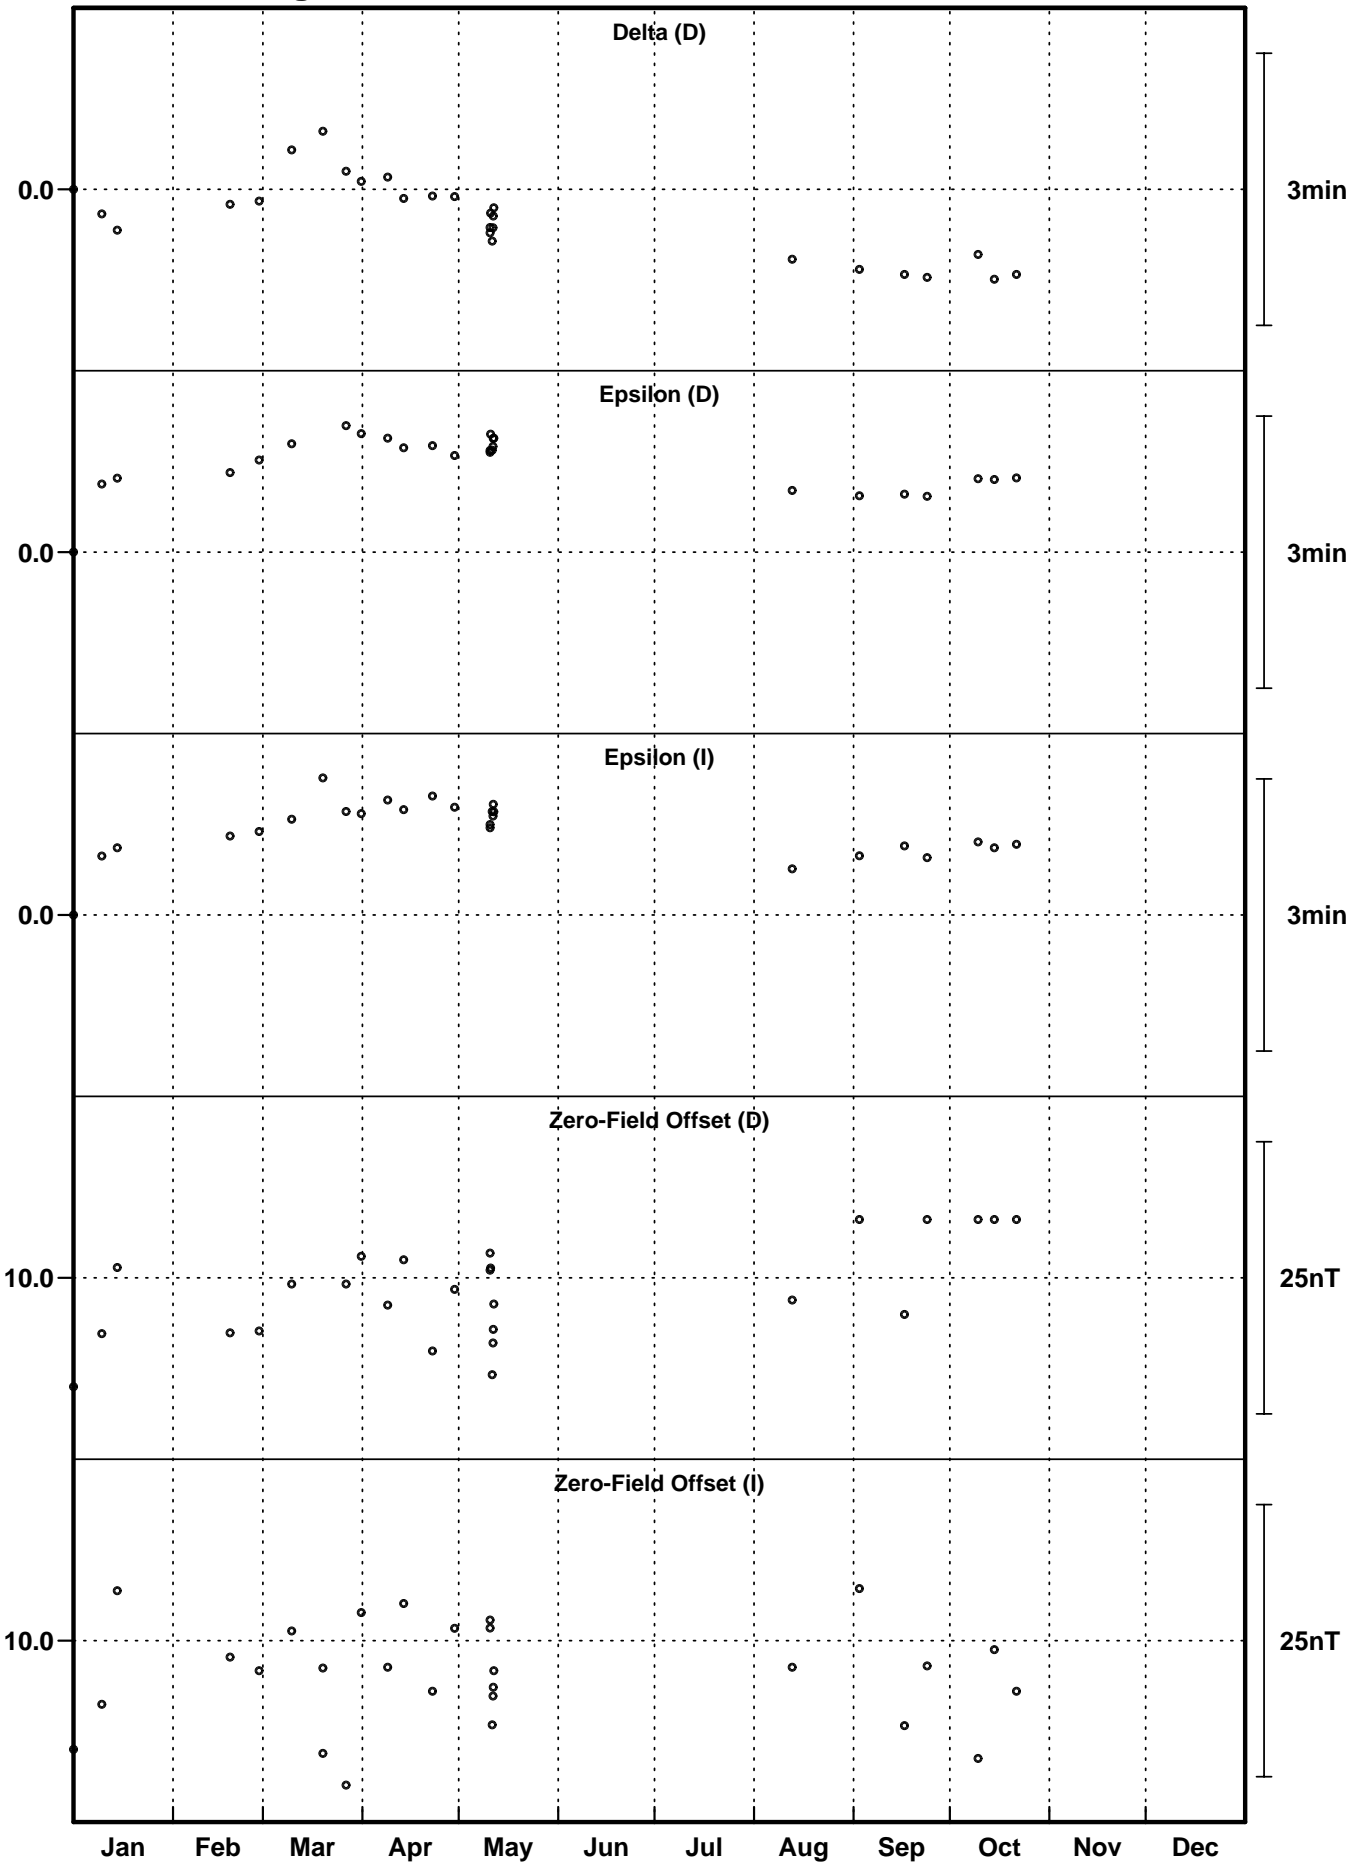 Delta (D)
0.0
3min
Epsilon (D)
0.0
3min
Epsilon (I)
0.0
3min
Zero-Field Offset (D)
10.0
25nT
Zero-Field Offset (I)
10.0
25nT
Jan Feb Mar Apr May Jun Jul Aug Sep Oct Nov Dec